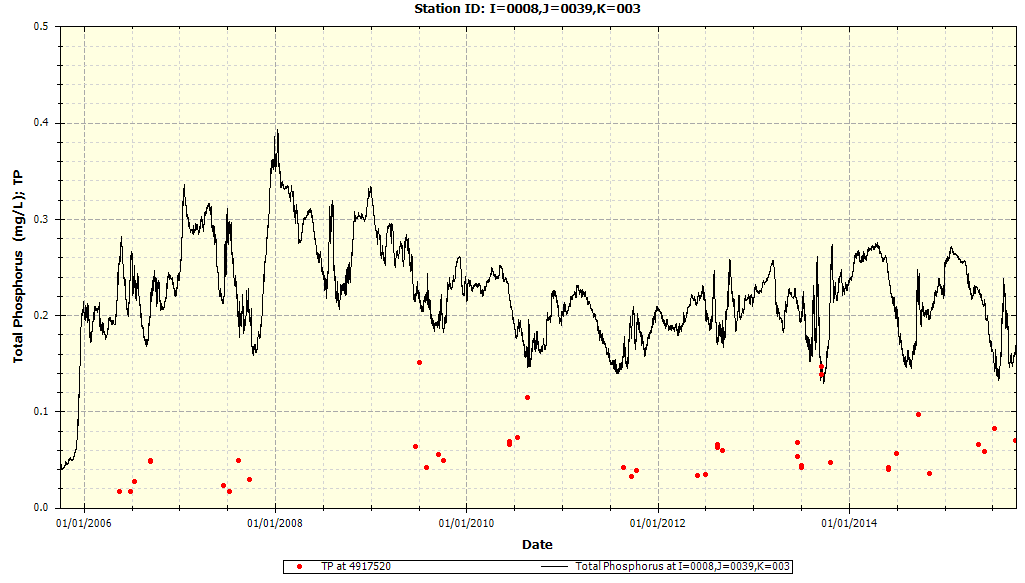 Station ID: I=0008,J=0039,K=003
Total Phosphorus (mg/L); TP
0.5
0.4
0.3
0.2
0.1
0.0
01/01/2006 01/01/2008 01/01/2010 01/01/2012 01/01/2014
Date
TP at 4917520 Total Phosphorus at I=0008,J=0039,K=003